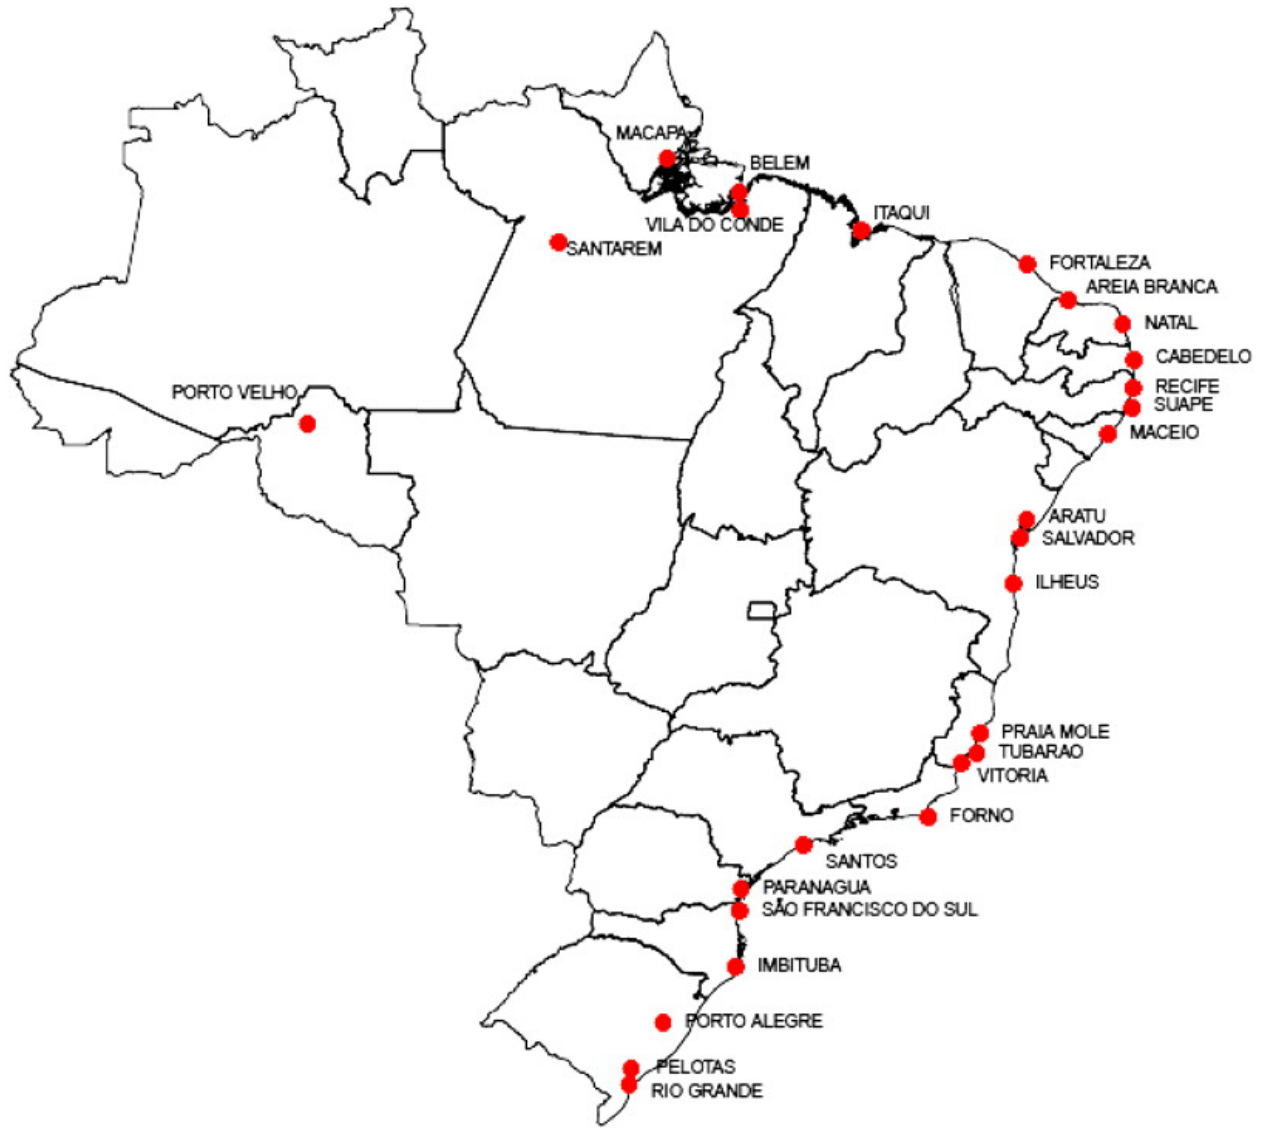 MACAPA
BELEM
VILA DO CONDE
ITAQUI
SANTAREM
FORTALEZA
AREIA BRANCA
NATAL
CABEDELO
RECIFE
SUAPE
PORTO VELHO
MACEIO
ARATU
SALVADOR
ILHEUS
PRAIA MOLE
TUBARAO
VITORIA
FORNO
SANTOS
PARANAGUA
SÃO FRANCISCO DO SUL
IMBITUBA
PORTO ALEGRE
PELOTAS
RIO GRANDE